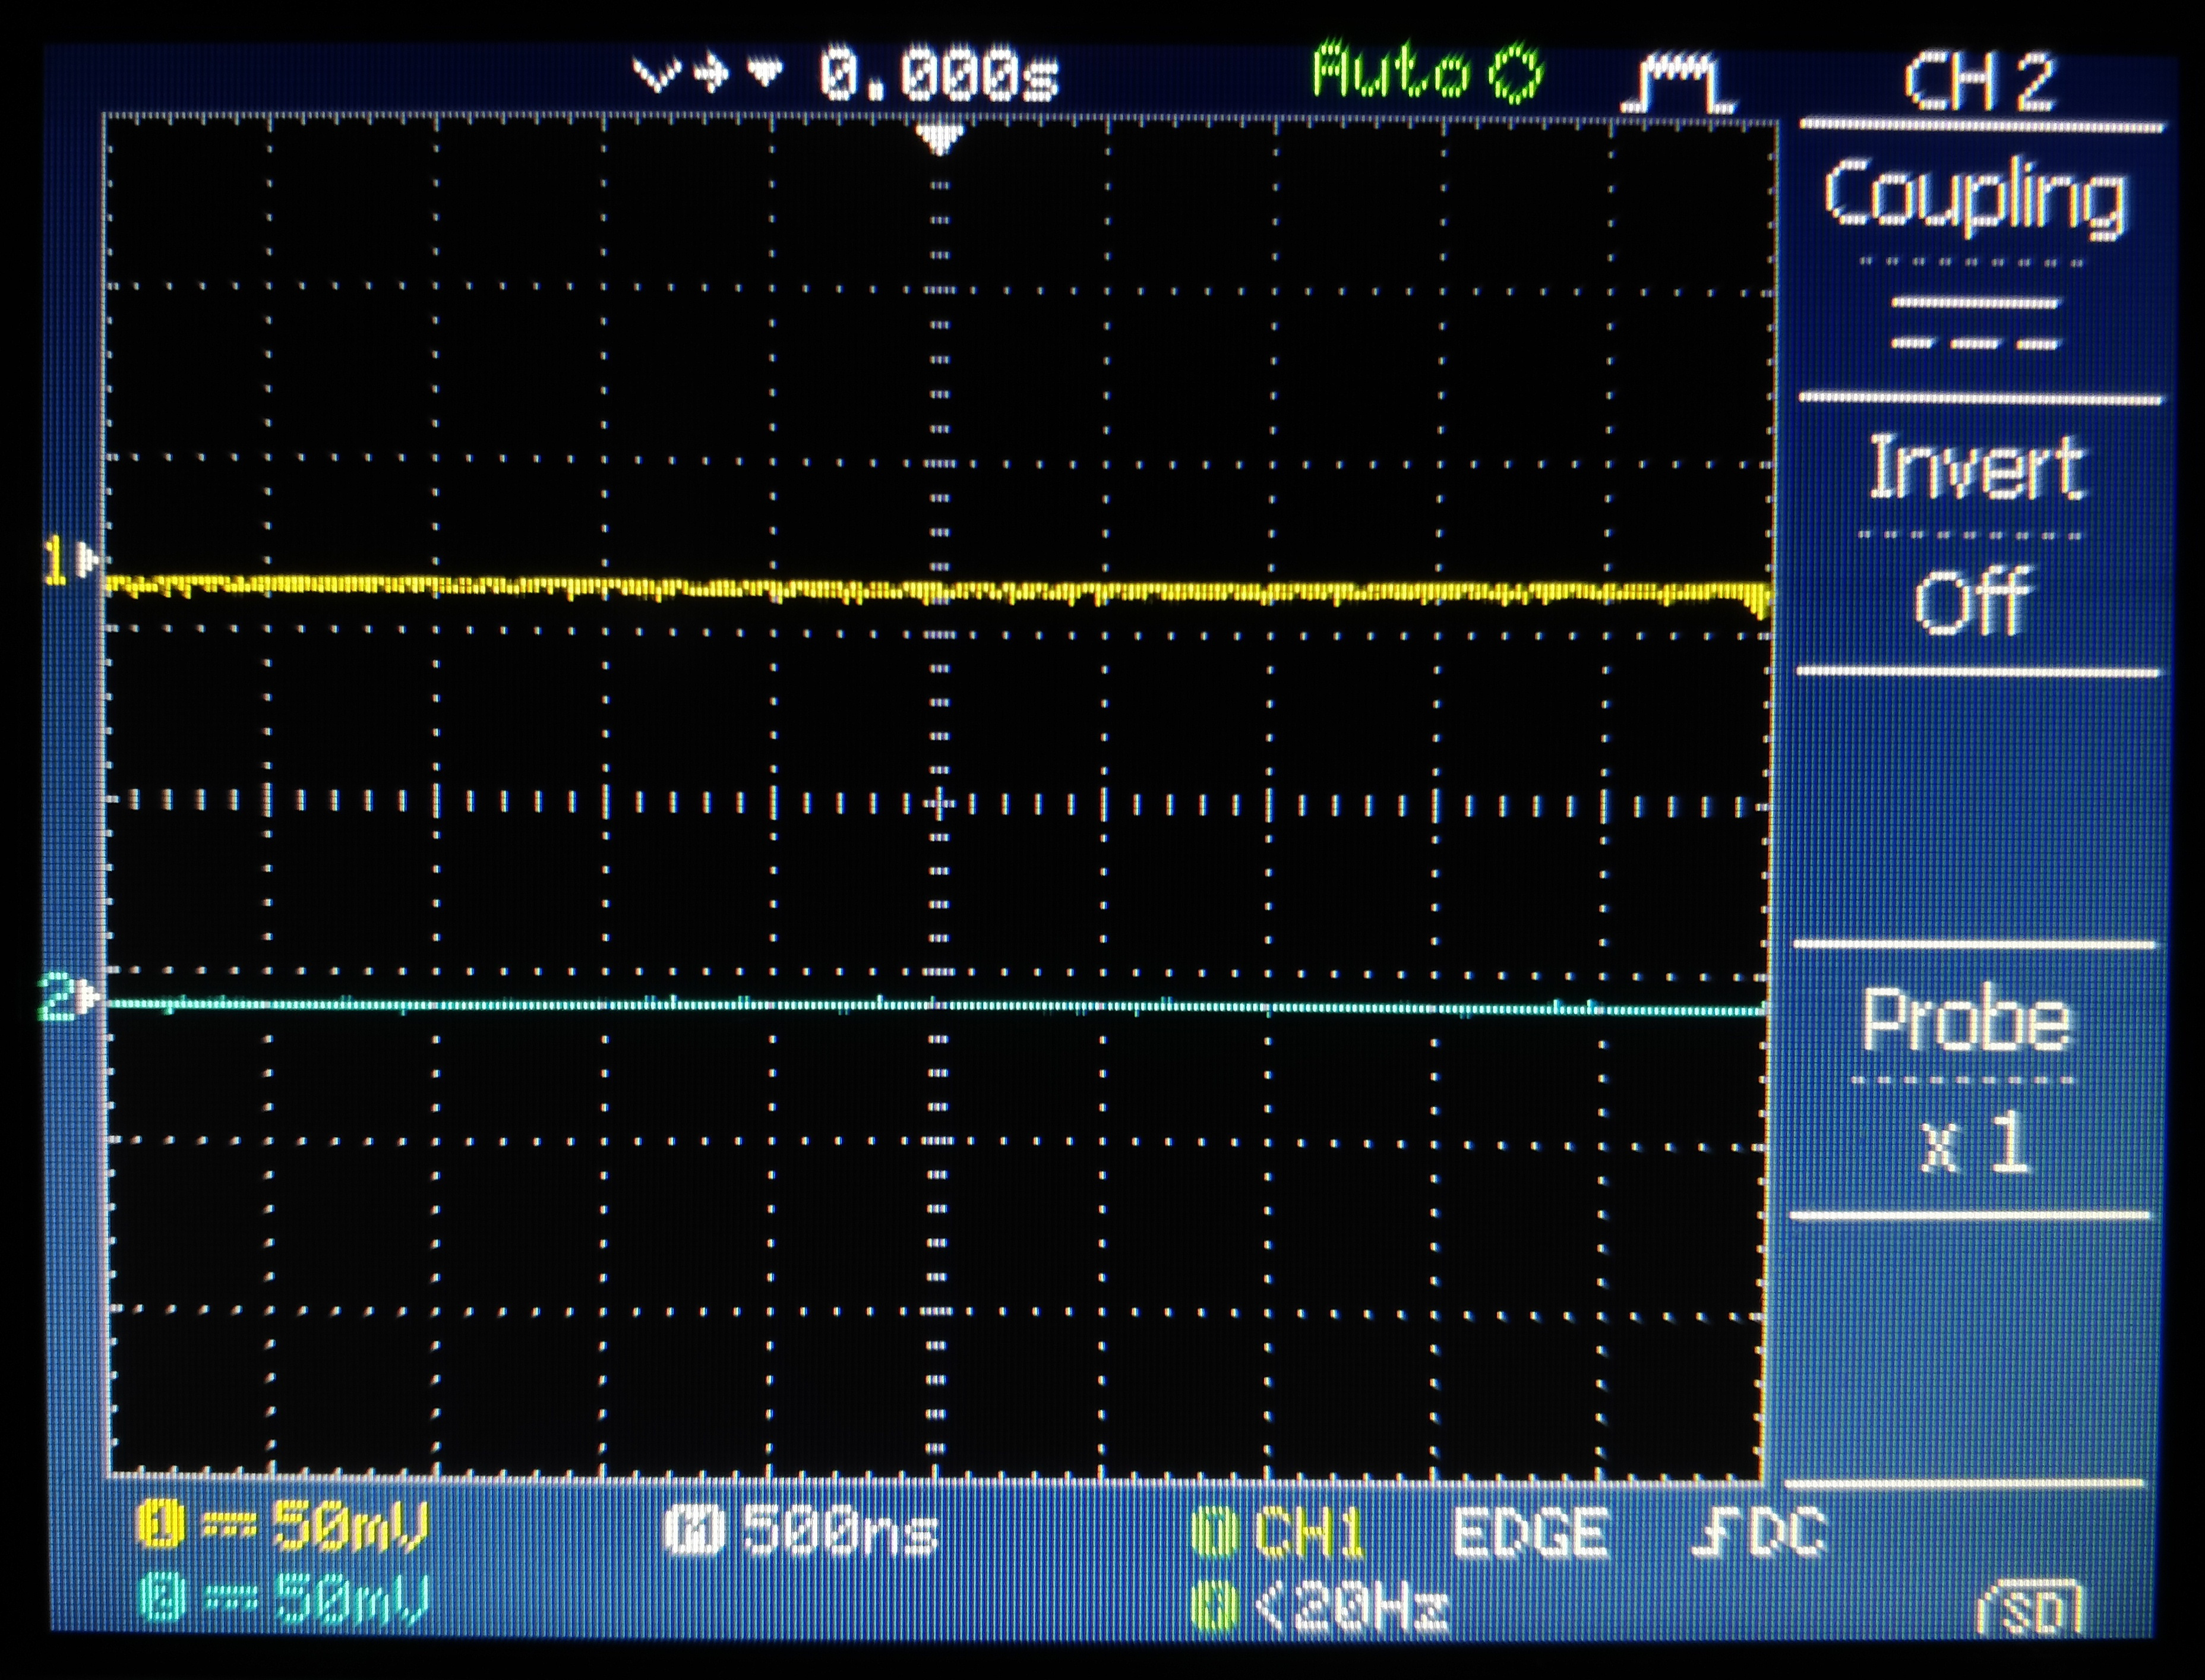 0.000s Auto CH 2
Coupling
Invert
Off
1
2
Probe
x 1
1 50mV M 500ns CH1 EDGE DC
2 50mV <20Hz SD